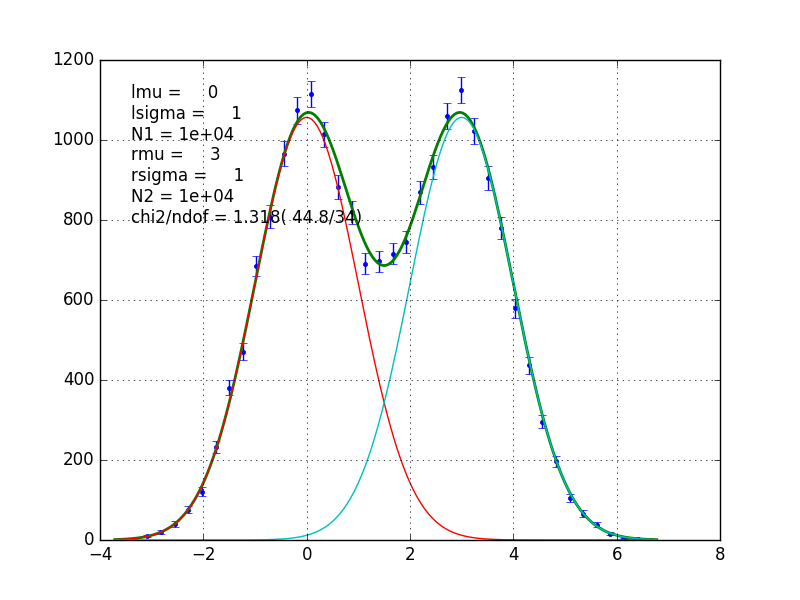 1200
1000
800
600
400
200
0
lmu = 0
lsigma = 1
N1 = 1e+04
rmu = 3
rsigma = 1
N2 = 1e+04
chi2/ndof = 1.318( 44.8/34)
−4 −2 0 2 4 6 8